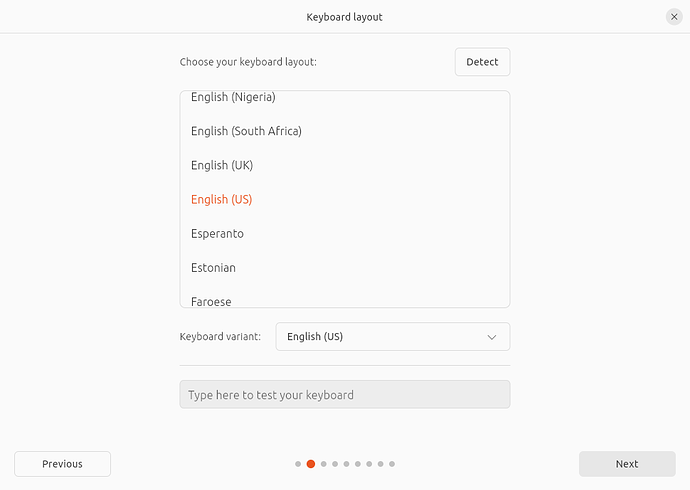 Keyboard layout
Choose your keyboard layout:
Detect
English (Nigeria)
English (South Africa)
English (UK)
English (US)
Esperanto
Estonian
Faroese
Keyboard variant:
English (US)
Type here to test your keyboard
Previous
Next